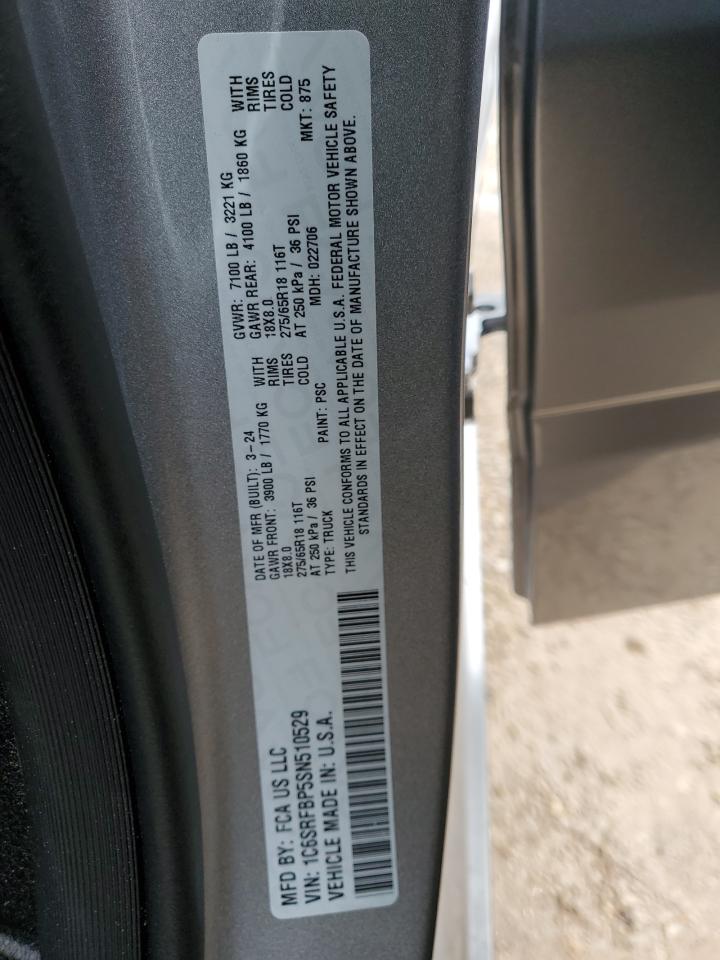 MFD BY: FCA US LLC
VIN: 1C6SRFBP5SN510529
VEHICLE MADE IN: U.S.A.
DATE OF MFR (BUILT): 3-24
GAWR FRONT: 3900 LB / 1770 KG WITH
18X8.0 RIMS
275/65R18 116T TIRES
AT 250 kPa / 36 PSI COLD
TYPE: TRUCK PAINT: PSC
GVWR: 7100 LB / 3221 KG
GAWR REAR: 4100 LB / 1860 KG WITH
18X8.0 RIMS
275/65R18 116T TIRES
AT 250 kPa / 36 PSI COLD
MDH: 022706 MKT: 875
THIS VEHICLE CONFORMS TO ALL APPLICABLE U.S.A. FEDERAL MOTOR VEHICLE SAFETY
STANDARDS IN EFFECT ON THE DATE OF MANUFACTURE SHOWN ABOVE.